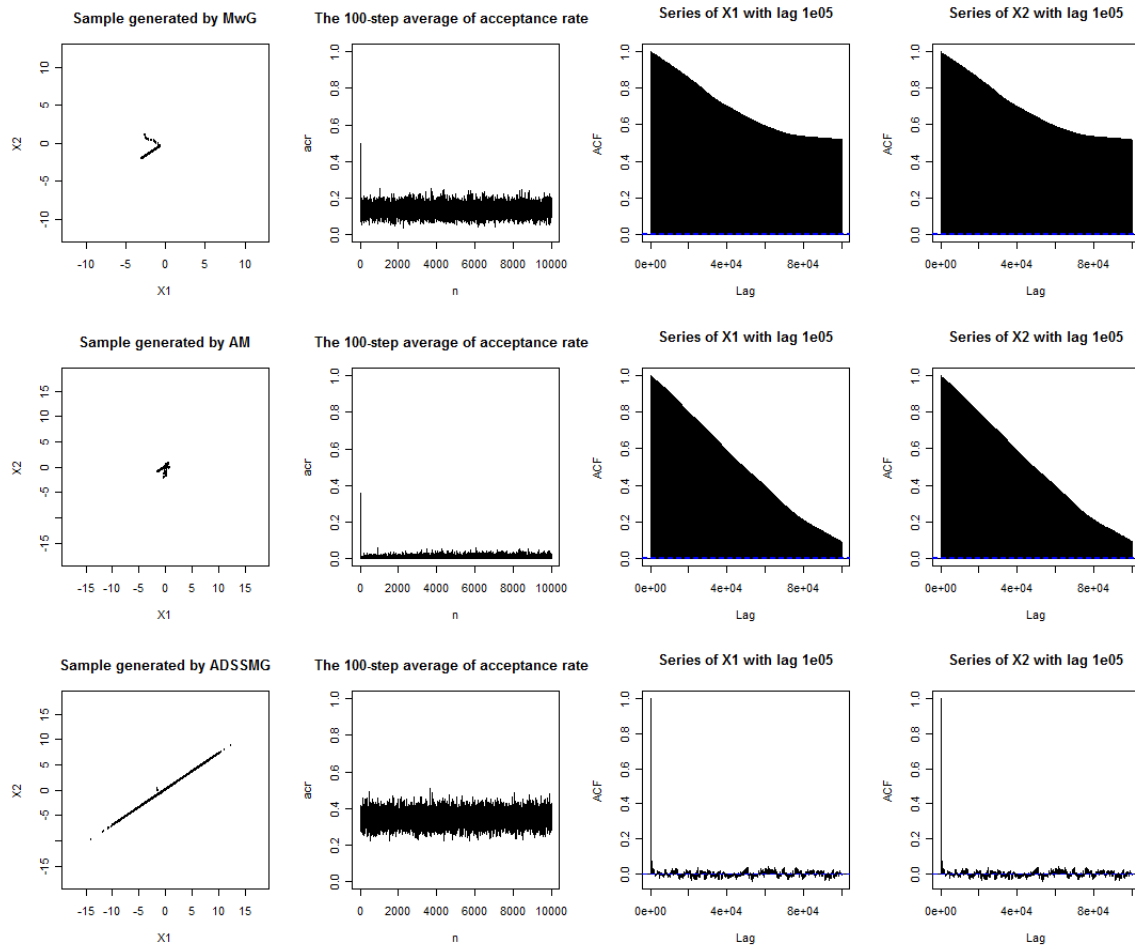 Sample generated by MwG
The 100-step average of acceptance rate
Series of X1 with lag 1e05
Series of X2 with lag 1e05
X2
10
5
0
-5
-10
-10 -5 0 5 10
X1
acr
1.0
0.8
0.6
0.4
0.2
0.0
0 2000 4000 6000 8000 10000
n
ACF
1.0
0.8
0.6
0.4
0.2
0.0
0e+00 4e+04 8e+04
Lag
ACF
1.0
0.8
0.6
0.4
0.2
0.0
0e+00 4e+04 8e+04
Lag
Sample generated by AM
The 100-step average of acceptance rate
Series of X1 with lag 1e05
Series of X2 with lag 1e05
X2
15
10
5
0
-5
-15
-15 -10 -5 0 5 10 15
X1
acr
1.0
0.8
0.6
0.4
0.2
0.0
0 2000 4000 6000 8000 10000
n
ACF
1.0
0.8
0.6
0.4
0.2
0.0
0e+00 4e+04 8e+04
Lag
ACF
1.0
0.8
0.6
0.4
0.2
0.0
0e+00 4e+04 8e+04
Lag
Sample generated by ADSSMG
The 100-step average of acceptance rate
Series of X1 with lag 1e05
Series of X2 with lag 1e05
X2
15
10
5
0
-5
-15
-15 -10 -5 0 5 10 15
X1
acr
1.0
0.8
0.6
0.4
0.2
0.0
0 2000 4000 6000 8000 10000
n
ACF
1.0
0.8
0.6
0.4
0.2
0.0
0e+00 4e+04 8e+04
Lag
ACF
1.0
0.8
0.6
0.4
0.2
0.0
0e+00 4e+04 8e+04
Lag